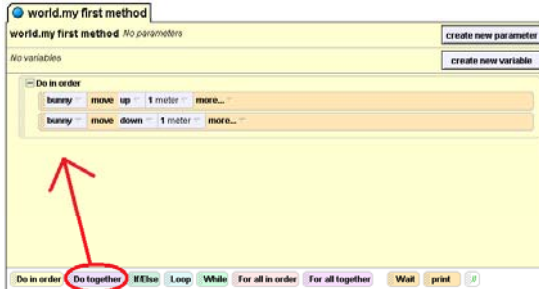 world.my first method
world.my first method No parameters create new parameter
No variables create new variable
Do in order
bunny move up 1 meter more...
bunny move down 1 meter more...
Do in order Do together If/Else Loop While For all in order For all together Wait print //